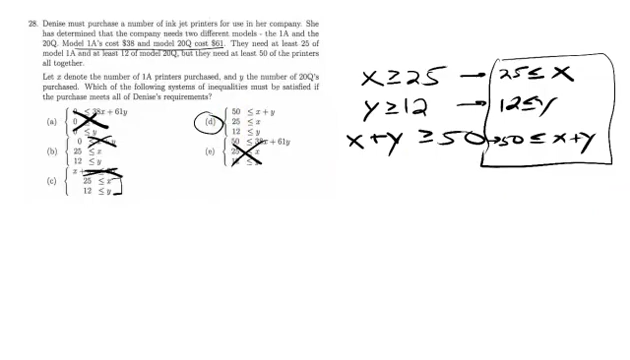 28. Denise must purchase a number of ink jet printers for use in her company. She
has determined that the company needs two different models - the 1A and the
20Q. Model 1A's cost $38 and model 20Q cost $61. They need at least 25 of
model 1A and at least 12 of model 20Q, but they need at least 50 of the printers
all together.
Let x denote the number of 1A printers purchased, and y the number of 20Q's
purchased. Which of the following systems of inequalities must be satisfied if
the purchase meets all of Denise's requirements?
(a)
≤ 38x + 61y
0
0 ≤ y
(b)
0
25 ≤ x
12 ≤ y
(c)
x +
25 ≤ x
12 ≤ y
(d)
50 ≤ x + y
25 ≤ x
12 ≤ y
(e)
50 ≤ 38x + 61y
25 x
≤ y
x ≥ 25 → 25 ≤ x
y ≥ 12 → 12 ≤ y
x + y ≥ 50 → 50 ≤ x + y